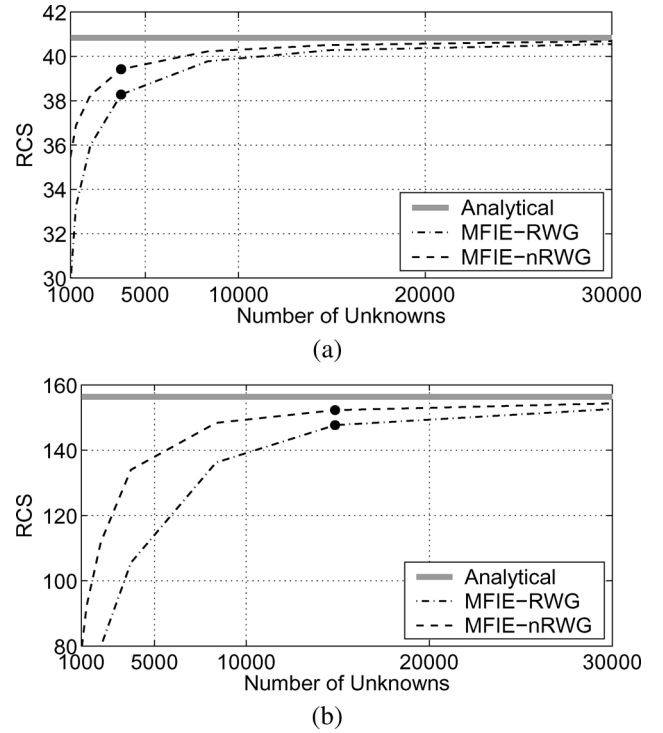 42
40
38
36
34
32
30
RCS
Analytical
MFIE−RWG
MFIE−nRWG
1000 5000 10000 20000 30000
Number of Unknowns
(a)
160
140
120
100
80
RCS
Analytical
MFIE−RWG
MFIE−nRWG
1000 5000 10000 20000 30000
Number of Unknowns
(b)